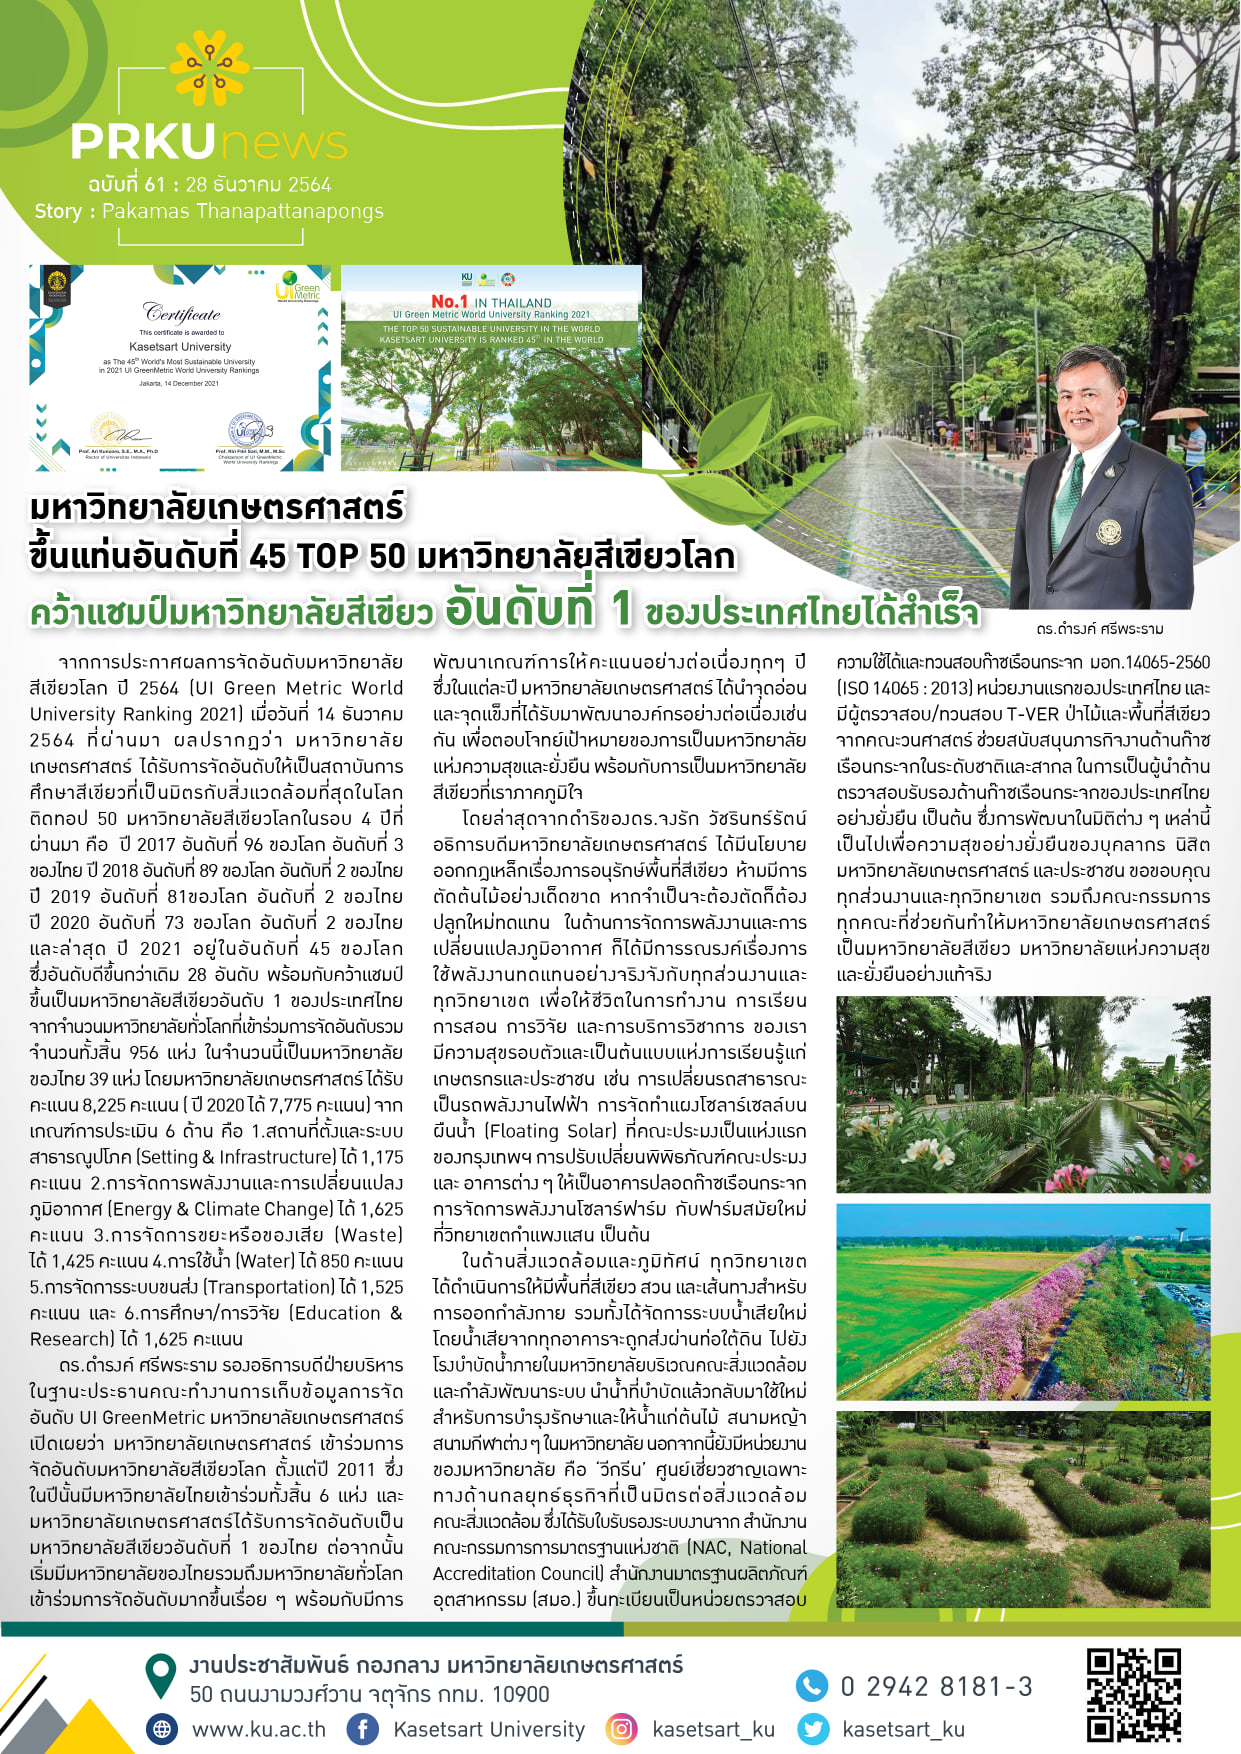 PRKUnews
ฉบับที่ 61 : 28 ธันวาคม 2564
Story : Pakamas Thanapattanapongs
UI Green Metric
World University Rankings
Certificate
This certificate is awarded to
Kasetsart University
as The 45th World's Most Sustainable University
in 2021 UI GreenMetric World University Rankings
Jakarta, 14 December 2021
Prof. Ari Kuncoro, S.E., M.A., Ph.D
Rector of Universitas Indonesia
Prof. Riri Fitri Sari, M.M., M.Sc
Chairperson of UI GreenMetric
World University Rankings
KU
No.1 IN THAILAND
UI Green Metric World University Ranking 2021
THE TOP 50 SUSTAINABLE UNIVERSITY IN THE WORLD
KASETSART UNIVERSITY IS RANKED 45TH IN THE WORLD
มหาวิทยาลัยเกษตรศาสตร์
ขึ้นแท่นอันดับที่ 45 TOP 50 มหาวิทยาลัยสีเขียวโลก
คว้าแชมป์มหาวิทยาลัยสีเขียว อันดับที่ 1 ของประเทศไทยได้สำเร็จ
ดร.ดำรงค์ ศรีพระราม
จากการประกาศผลการจัดอันดับมหาวิทยาลัย
สีเขียวโลก ปี 2564 (UI Green Metric World
University Ranking 2021) เมื่อวันที่ 14 ธันวาคม
2564 ที่ผ่านมา ผลปรากฏว่า มหาวิทยาลัย
เกษตรศาสตร์ ได้รับการจัดอันดับให้เป็นสถาบันการ
ศึกษาสีเขียวที่เป็นมิตรกับสิ่งแวดล้อมที่สุดในโลก
ติดทอป 50 มหาวิทยาลัยสีเขียวโลกในรอบ 4 ปีที่
ผ่านมา คือ ปี 2017 อันดับที่ 96 ของโลก อันดับที่ 3
ของไทย ปี 2018 อันดับที่ 89 ของโลก อันดับที่ 2 ของไทย
ปี 2019 อันดับที่ 81ของโลก อันดับที่ 2 ของไทย
ปี 2020 อันดับที่ 73 ของโลก อันดับที่ 2 ของไทย
และล่าสุด ปี 2021 อยู่ในอันดับที่ 45 ของโลก
ซึ่งอันดับดีขึ้นกว่าเดิม 28 อันดับ พร้อมกับคว้าแชมป์
ขึ้นเป็นมหาวิทยาลัยสีเขียวอันดับ 1 ของประเทศไทย
จากจำนวนมหาวิทยาลัยทั่วโลกที่เข้าร่วมการจัดอันดับรวม
จำนวนทั้งสิ้น 956 แห่ง ในจำนวนนี้เป็นมหาวิทยาลัย
ของไทย 39 แห่ง โดยมหาวิทยาลัยเกษตรศาสตร์ ได้รับ
คะแนน 8,225 คะแนน ( ปี 2020 ได้ 7,775 คะแนน) จาก
เกณฑ์การประเมิน 6 ด้าน คือ 1.สถานที่ตั้งและระบบ
สาธารณูปโภค (Setting & Infrastructure) ได้ 1,175
คะแนน 2.การจัดการพลังงานและการเปลี่ยนแปลง
ภูมิอากาศ (Energy & Climate Change) ได้ 1,625
คะแนน 3.การจัดการขยะหรือของเสีย (Waste)
ได้ 1,425 คะแนน 4.การใช้น้ำ (Water) ได้ 850 คะแนน
5.การจัดการระบบขนส่ง (Transportation) ได้ 1,525
คะแนน และ 6.การศึกษา/การวิจัย (Education &
Research) ได้ 1,625 คะแนน
ดร.ดำรงค์ ศรีพระราม รองอธิการบดีฝ่ายบริหาร
ในฐานะประธานคณะทำงานการเก็บข้อมูลการจัด
อันดับ UI GreenMetric มหาวิทยาลัยเกษตรศาสตร์
เปิดเผยว่า มหาวิทยาลัยเกษตรศาสตร์ เข้าร่วมการ
จัดอันดับมหาวิทยาลัยสีเขียวโลก ตั้งแต่ปี 2011 ซึ่ง
ในปีนั้นมีมหาวิทยาลัยไทยเข้าร่วมทั้งสิ้น 6 แห่ง และ
มหาวิทยาลัยเกษตรศาสตร์ได้รับการจัดอันดับเป็น
มหาวิทยาลัยสีเขียวอันดับที่ 1 ของไทย ต่อจากนั้น
เริ่มมีมหาวิทยาลัยของไทยรวมถึงมหาวิทยาลัยทั่วโลก
เข้าร่วมการจัดอันดับมากขึ้นเรื่อย ๆ พร้อมกับมีการ
พัฒนาเกณฑ์การให้คะแนนอย่างต่อเนื่องทุกๆ ปี
ซึ่งในแต่ละปี มหาวิทยาลัยเกษตรศาสตร์ ได้นำจุดอ่อน
และจุดแข็งที่ได้รับมาพัฒนาองค์กรอย่างต่อเนื่องเช่น
กัน เพื่อตอบโจทย์เป้าหมายของการเป็นมหาวิทยาลัย
แห่งความสุขและยั่งยืน พร้อมกับการเป็นมหาวิทยาลัย
สีเขียวที่เราภาคภูมิใจ
โดยล่าสุดจากดำริของดร.จงรัก วัชรินทร์รัตน์
อธิการบดีมหาวิทยาลัยเกษตรศาสตร์ ได้มีนโยบาย
ออกกฎเหล็กเรื่องการอนุรักษ์พื้นที่สีเขียว ห้ามมีการ
ตัดต้นไม้อย่างเด็ดขาด หากจำเป็นจะต้องตัดก็ต้อง
ปลูกใหม่ทดแทน ในด้านการจัดการพลังงานและการ
เปลี่ยนแปลงภูมิอากาศ ก็ได้มีการรณรงค์เรื่องการ
ใช้พลังงานทดแทนอย่างจริงจังกับทุกส่วนงานและ
ทุกวิทยาเขต เพื่อให้ชีวิตในการทำงาน การเรียน
การสอน การวิจัย และการบริการวิชาการ ของเรา
มีความสุขรอบตัวและเป็นต้นแบบแห่งการเรียนรู้แก่
เกษตรกรและประชาชน เช่น การเปลี่ยนรถสาธารณะ
เป็นรถพลังงานไฟฟ้า การจัดทำแผงโซลาร์เซลล์บน
ผืนน้ำ (Floating Solar) ที่คณะประมงเป็นแห่งแรก
ของกรุงเทพฯ การปรับเปลี่ยนพิพิธภัณฑ์คณะประมง
และ อาคารต่าง ๆ ให้เป็นอาคารปลอดก๊าซเรือนกระจก
การจัดการพลังงานโซลาร์ฟาร์ม กับฟาร์มสมัยใหม่
ที่วิทยาเขตกำแพงแสน เป็นต้น
ในด้านสิ่งแวดล้อมและภูมิทัศน์ ทุกวิทยาเขต
ได้ดำเนินการให้มีพื้นที่สีเขียว สวน และเส้นทางสำหรับ
การออกกำลังกาย รวมทั้งได้จัดการระบบน้ำเสียใหม่
โดยน้ำเสียจากทุกอาคารจะถูกส่งผ่านท่อใต้ดิน ไปยัง
โรงบำบัดน้ำภายในมหาวิทยาลัยบริเวณคณะสิ่งแวดล้อม
และกำลังพัฒนาระบบ นำน้ำที่บำบัดแล้วกลับมาใช้ใหม่
สำหรับการบำรุงรักษาและให้น้ำแก่ต้นไม้ สนามหญ้า
สนามกีฬาต่าง ๆ ในมหาวิทยาลัย นอกจากนี้ยังมีหน่วยงาน
ของมหาวิทยาลัย คือ ‘วีกรีน’ ศูนย์เชี่ยวชาญเฉพาะ
ทางด้านกลยุทธ์ธุรกิจที่เป็นมิตรต่อสิ่งแวดล้อม
คณะสิ่งแวดล้อม ซึ่งได้รับใบรับรองระบบงานจาก สำนักงาน
คณะกรรมการการมาตรฐานแห่งชาติ (NAC, National
Accreditation Council) สำนักงานมาตรฐานผลิตภัณฑ์
อุตสาหกรรม (สมอ.) ขึ้นทะเบียนเป็นหน่วยตรวจสอบ
ความใช้ได้และทวนสอบก๊าซเรือนกระจก มอก.14065-2560
(ISO 14065 : 2013) หน่วยงานแรกของประเทศไทย และ
มีผู้ตรวจสอบ/ทวนสอบ T-VER ป่าไม้และพื้นที่สีเขียว
จากคณะวนศาสตร์ ช่วยสนับสนุนภารกิจงานด้านก๊าซ
เรือนกระจกในระดับชาติและสากล ในการเป็นผู้นำด้าน
ตรวจสอบรับรองด้านก๊าซเรือนกระจกของประเทศไทย
อย่างยั่งยืน เป็นต้น ซึ่งการพัฒนาในมิติต่าง ๆ เหล่านี้
เป็นไปเพื่อความสุขอย่างยั่งยืนของบุคลากร นิสิต
มหาวิทยาลัยเกษตรศาสตร์ และประชาชน ขอขอบคุณ
ทุกส่วนงานและทุกวิทยาเขต รวมถึงคณะกรรมการ
ทุกคณะที่ช่วยกันทำให้มหาวิทยาลัยเกษตรศาสตร์
เป็นมหาวิทยาลัยสีเขียว มหาวิทยาลัยแห่งความสุข
และยั่งยืนอย่างแท้จริง
งานประชาสัมพันธ์ กองกลาง มหาวิทยาลัยเกษตรศาสตร์
50 ถนนงามวงศ์วาน จตุจักร กทม. 10900
0 2942 8181-3
www.ku.ac.th
Kasetsart University
kasetsart_ku
kasetsart_ku